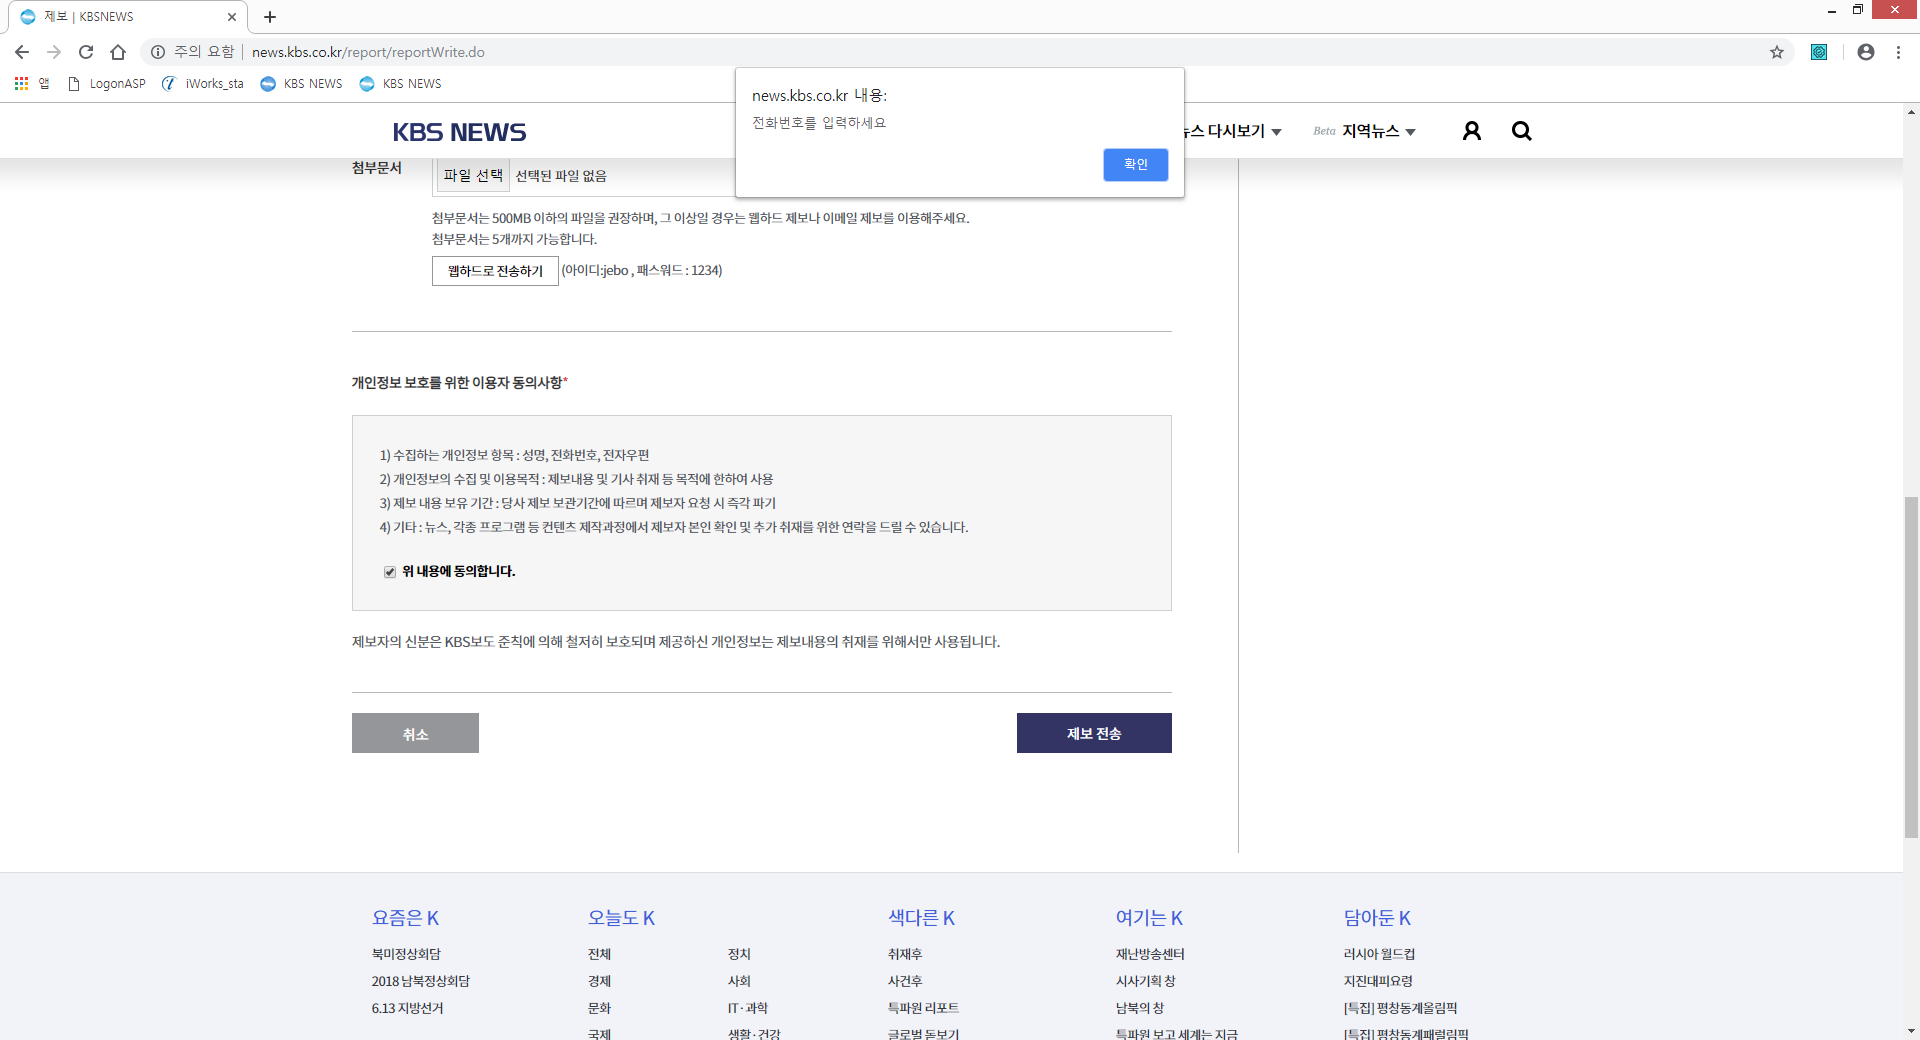 제보 | KBSNEWS
주의 요함 | news.kbs.co.kr/report/reportWrite.do
앱 LogonASP iWorks_sta KBS NEWS KBS NEWS
news.kbs.co.kr 내용:
전화번호를 입력하세요
확인
KBS NEWS
스 다시보기
Beta 지역뉴스
첨부문서
파일 선택 선택된 파일 없음
첨부문서는 500MB 이하의 파일을 권장하며, 그 이상일 경우는 웹하드 제보나 이메일 제보를 이용해주세요.
첨부문서는 5개까지 가능합니다.
웹하드로 전송하기 (아이디:jebo , 패스워드 : 1234)
개인정보 보호를 위한 이용자 동의사항*
1) 수집하는 개인정보 항목 : 성명, 전화번호, 전자우편
2) 개인정보의 수집 및 이용목적 : 제보내용 및 기사 취재 등 목적에 한하여 사용
3) 제보 내용 보유 기간 : 당사 제보 보관기간에 따르며 제보자 요청 시 즉각 파기
4) 기타 : 뉴스, 각종 프로그램 등 컨텐츠 제작과정에서 제보자 본인 확인 및 추가 취재를 위한 연락을 드릴 수 있습니다.
위 내용에 동의합니다.
제보자의 신분은 KBS보도 준칙에 의해 철저히 보호되며 제공하신 개인정보는 제보내용의 취재를 위해서만 사용됩니다.
취소
제보 전송
요즘은 K 오늘도 K 색다른 K 여기는 K 담아둔 K
북미정상회담 전체 정치 취재후 재난방송센터 러시아 월드컵
2018 남북정상회담 경제 사회 사건후 시사기획 창 지진대피요령
6.13 지방선거 문화 IT·과학 특파원 리포트 남북의 창 [특집] 평창동계올림픽
국제 생활·건강 글로벌 돋보기 특파원 보고 세계는 지금 [특집] 평창동계패럴림픽